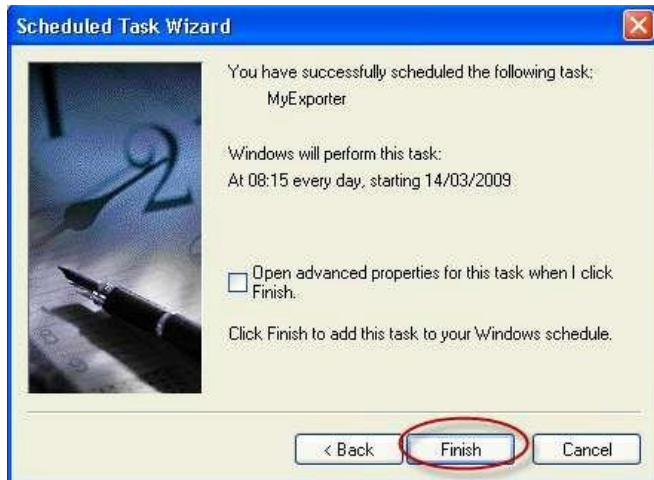 Scheduled Task Wizard
You have successfully scheduled the following task:
MyExporter
Windows will perform this task:
At 08:15 every day, starting 14/03/2009
Open advanced properties for this task when I click
Finish.
Click Finish to add this task to your Windows schedule.
< Back
Finish
Cancel